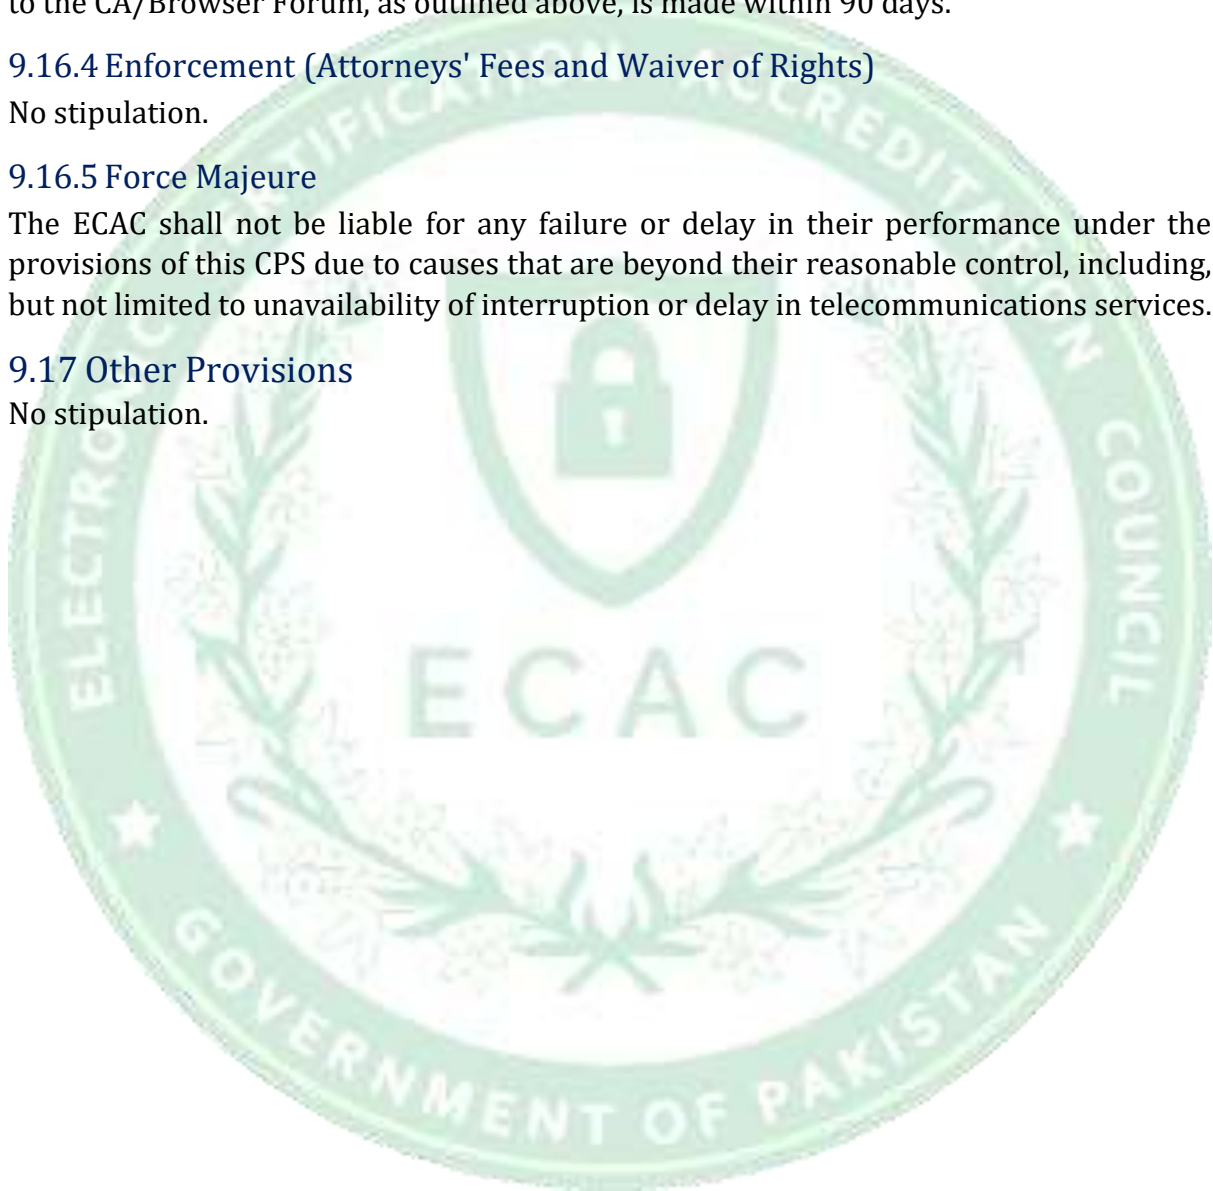 to the CA/Browser Forum, as outlined above, is made within 90 days.
9.16.4 Enforcement (Attorneys' Fees and Waiver of Rights)
No stipulation.
9.16.5 Force Majeure
The ECAC shall not be liable for any failure or delay in their performance under the
provisions of this CPS due to causes that are beyond their reasonable control, including,
but not limited to unavailability of interruption or delay in telecommunications services.
9.17 Other Provisions
No stipulation.
ELECTRONIC CERTIFICATION ACCREDITATION COUNCIL
ECAC
GOVERNMENT OF PAKISTAN